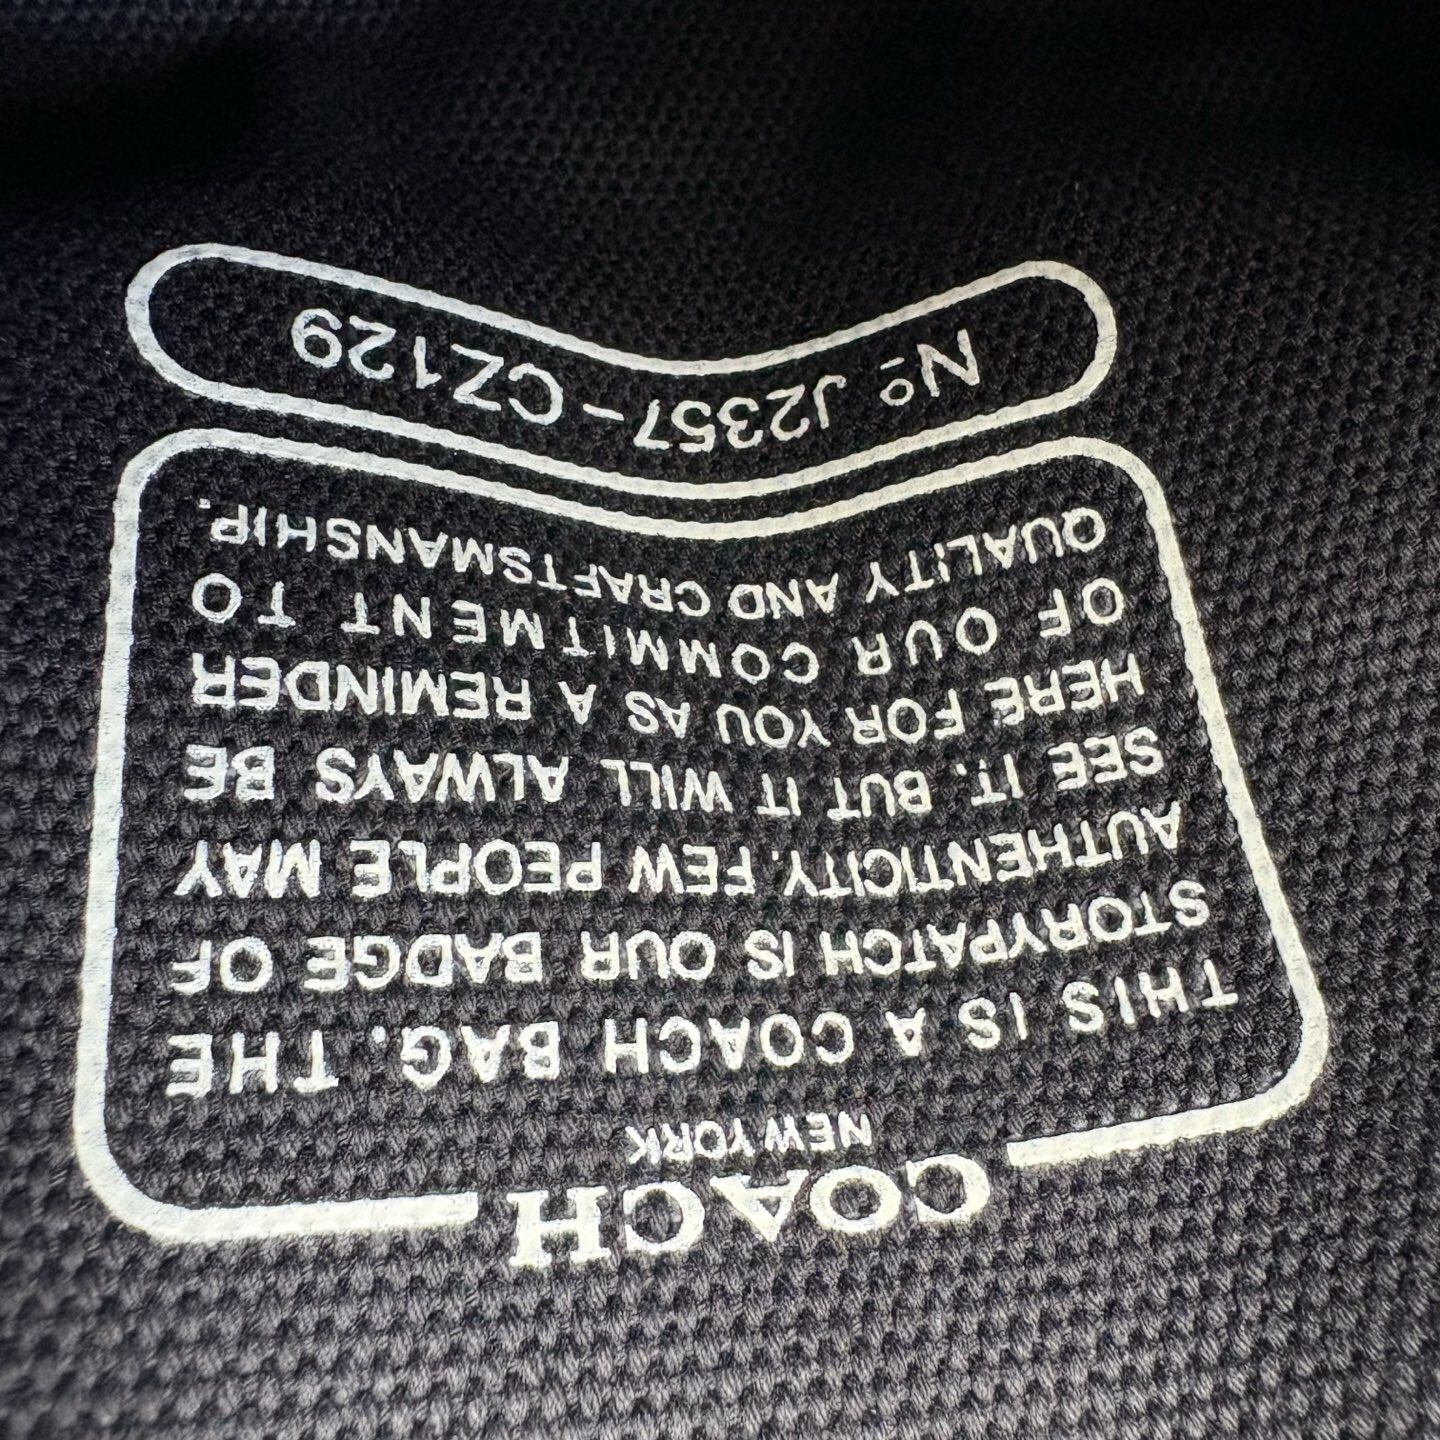 COACH
NEW YORK
THIS IS A COACH BAG. THE
STORYPATCH IS OUR BADGE OF
AUTHENTICITY. FEW PEOPLE MAY
SEE IT. BUT IT WILL ALWAYS BE
HERE FOR YOU AS A REMINDER
OF OUR COMMITMENT TO
QUALITY AND CRAFTSMANSHIP.
Nº J2357-CZ129